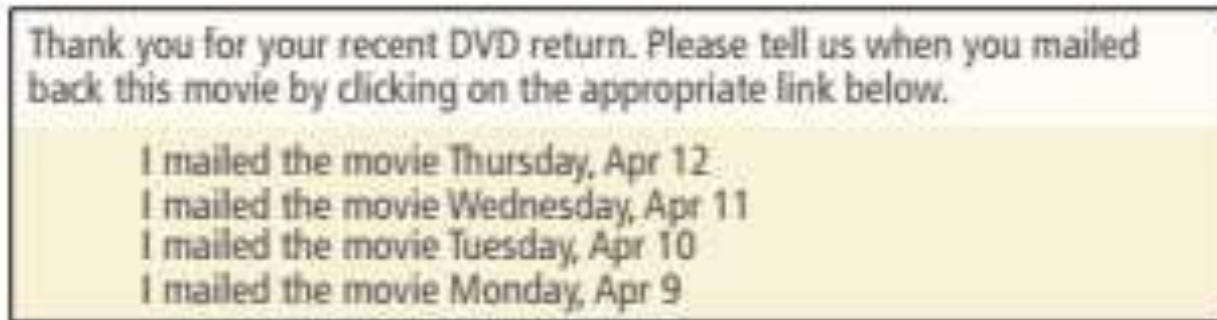 Thank you for your recent DVD return. Please tell us when you mailed
back this movie by clicking on the appropriate link below.
I mailed the movie Thursday, Apr 12
I mailed the movie Wednesday, Apr 11
I mailed the movie Tuesday, Apr 10
I mailed the movie Monday, Apr 9